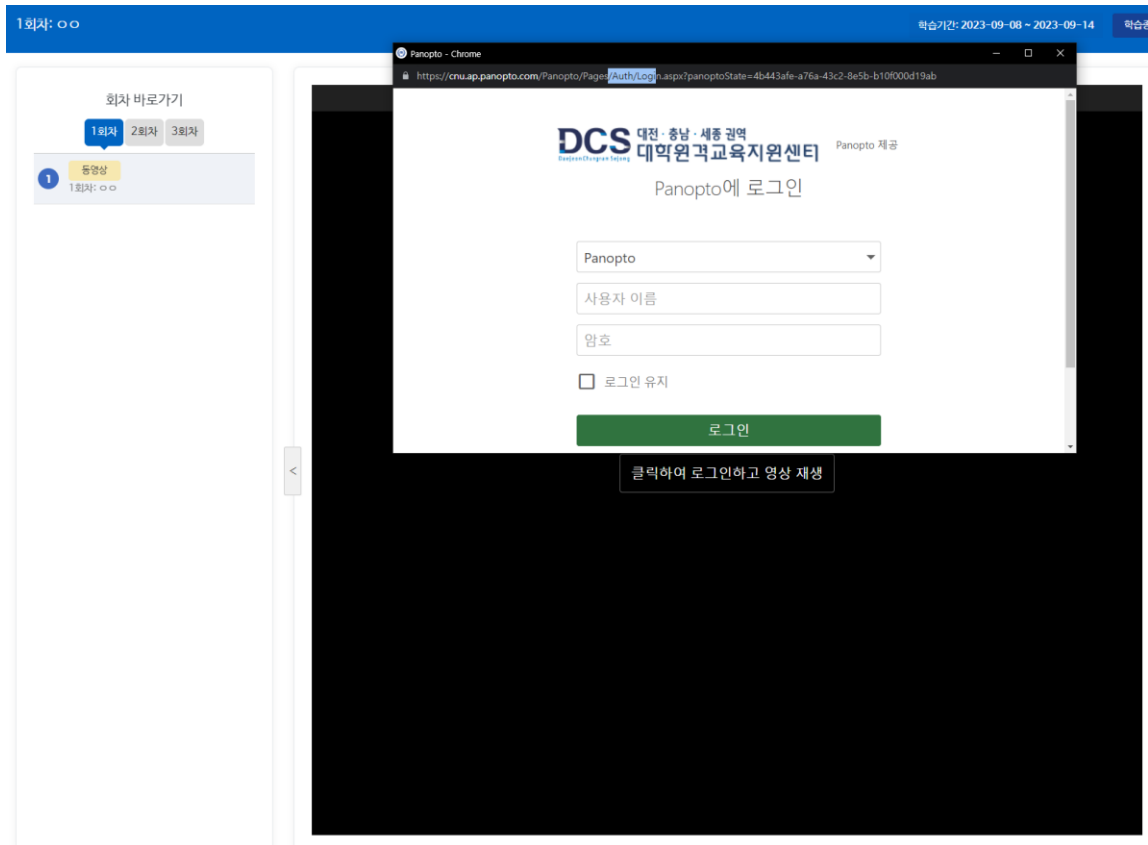 1회차: ㅇㅇ
학습기간: 2023-09-08 ~ 2023-09-14
Panopto - Chrome
https://cnu.ap.panopto.com/Panopto/Pages/Auth/Login.aspx?panoptoState=4b443afe-a76a-43c2-8e5b-b10f000d19ab
회차 바로가기
1회차 2회차 3회차
1 동영상
1회차: ㅇㅇ
DCS 대전·충남·세종 권역
대학원격교육지원센터
Panopto 제공
Panopto에 로그인
Panopto
사용자 이름
암호
로그인 유지
로그인
<
클릭하여 로그인하고 영상 재생